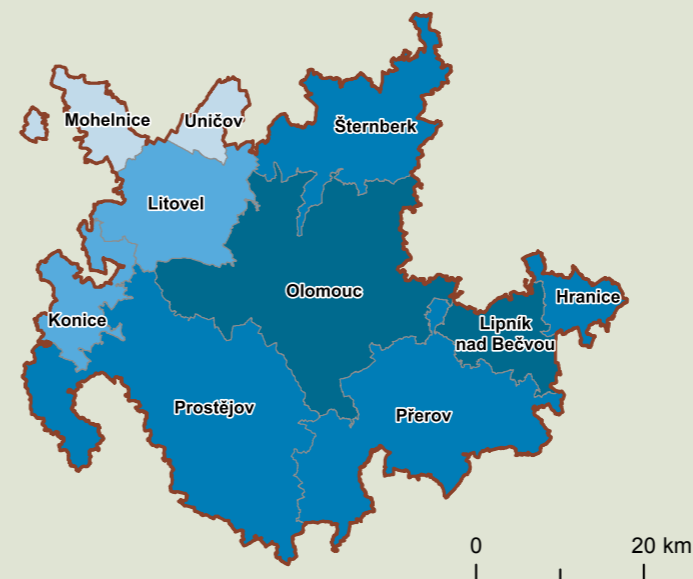 Mohelnice
Uničov
Šternberk
Litovel
Olomouc
Hranice
Konice
Lipník
nad Bečvou
Prostějov
Přerov
0 20 km